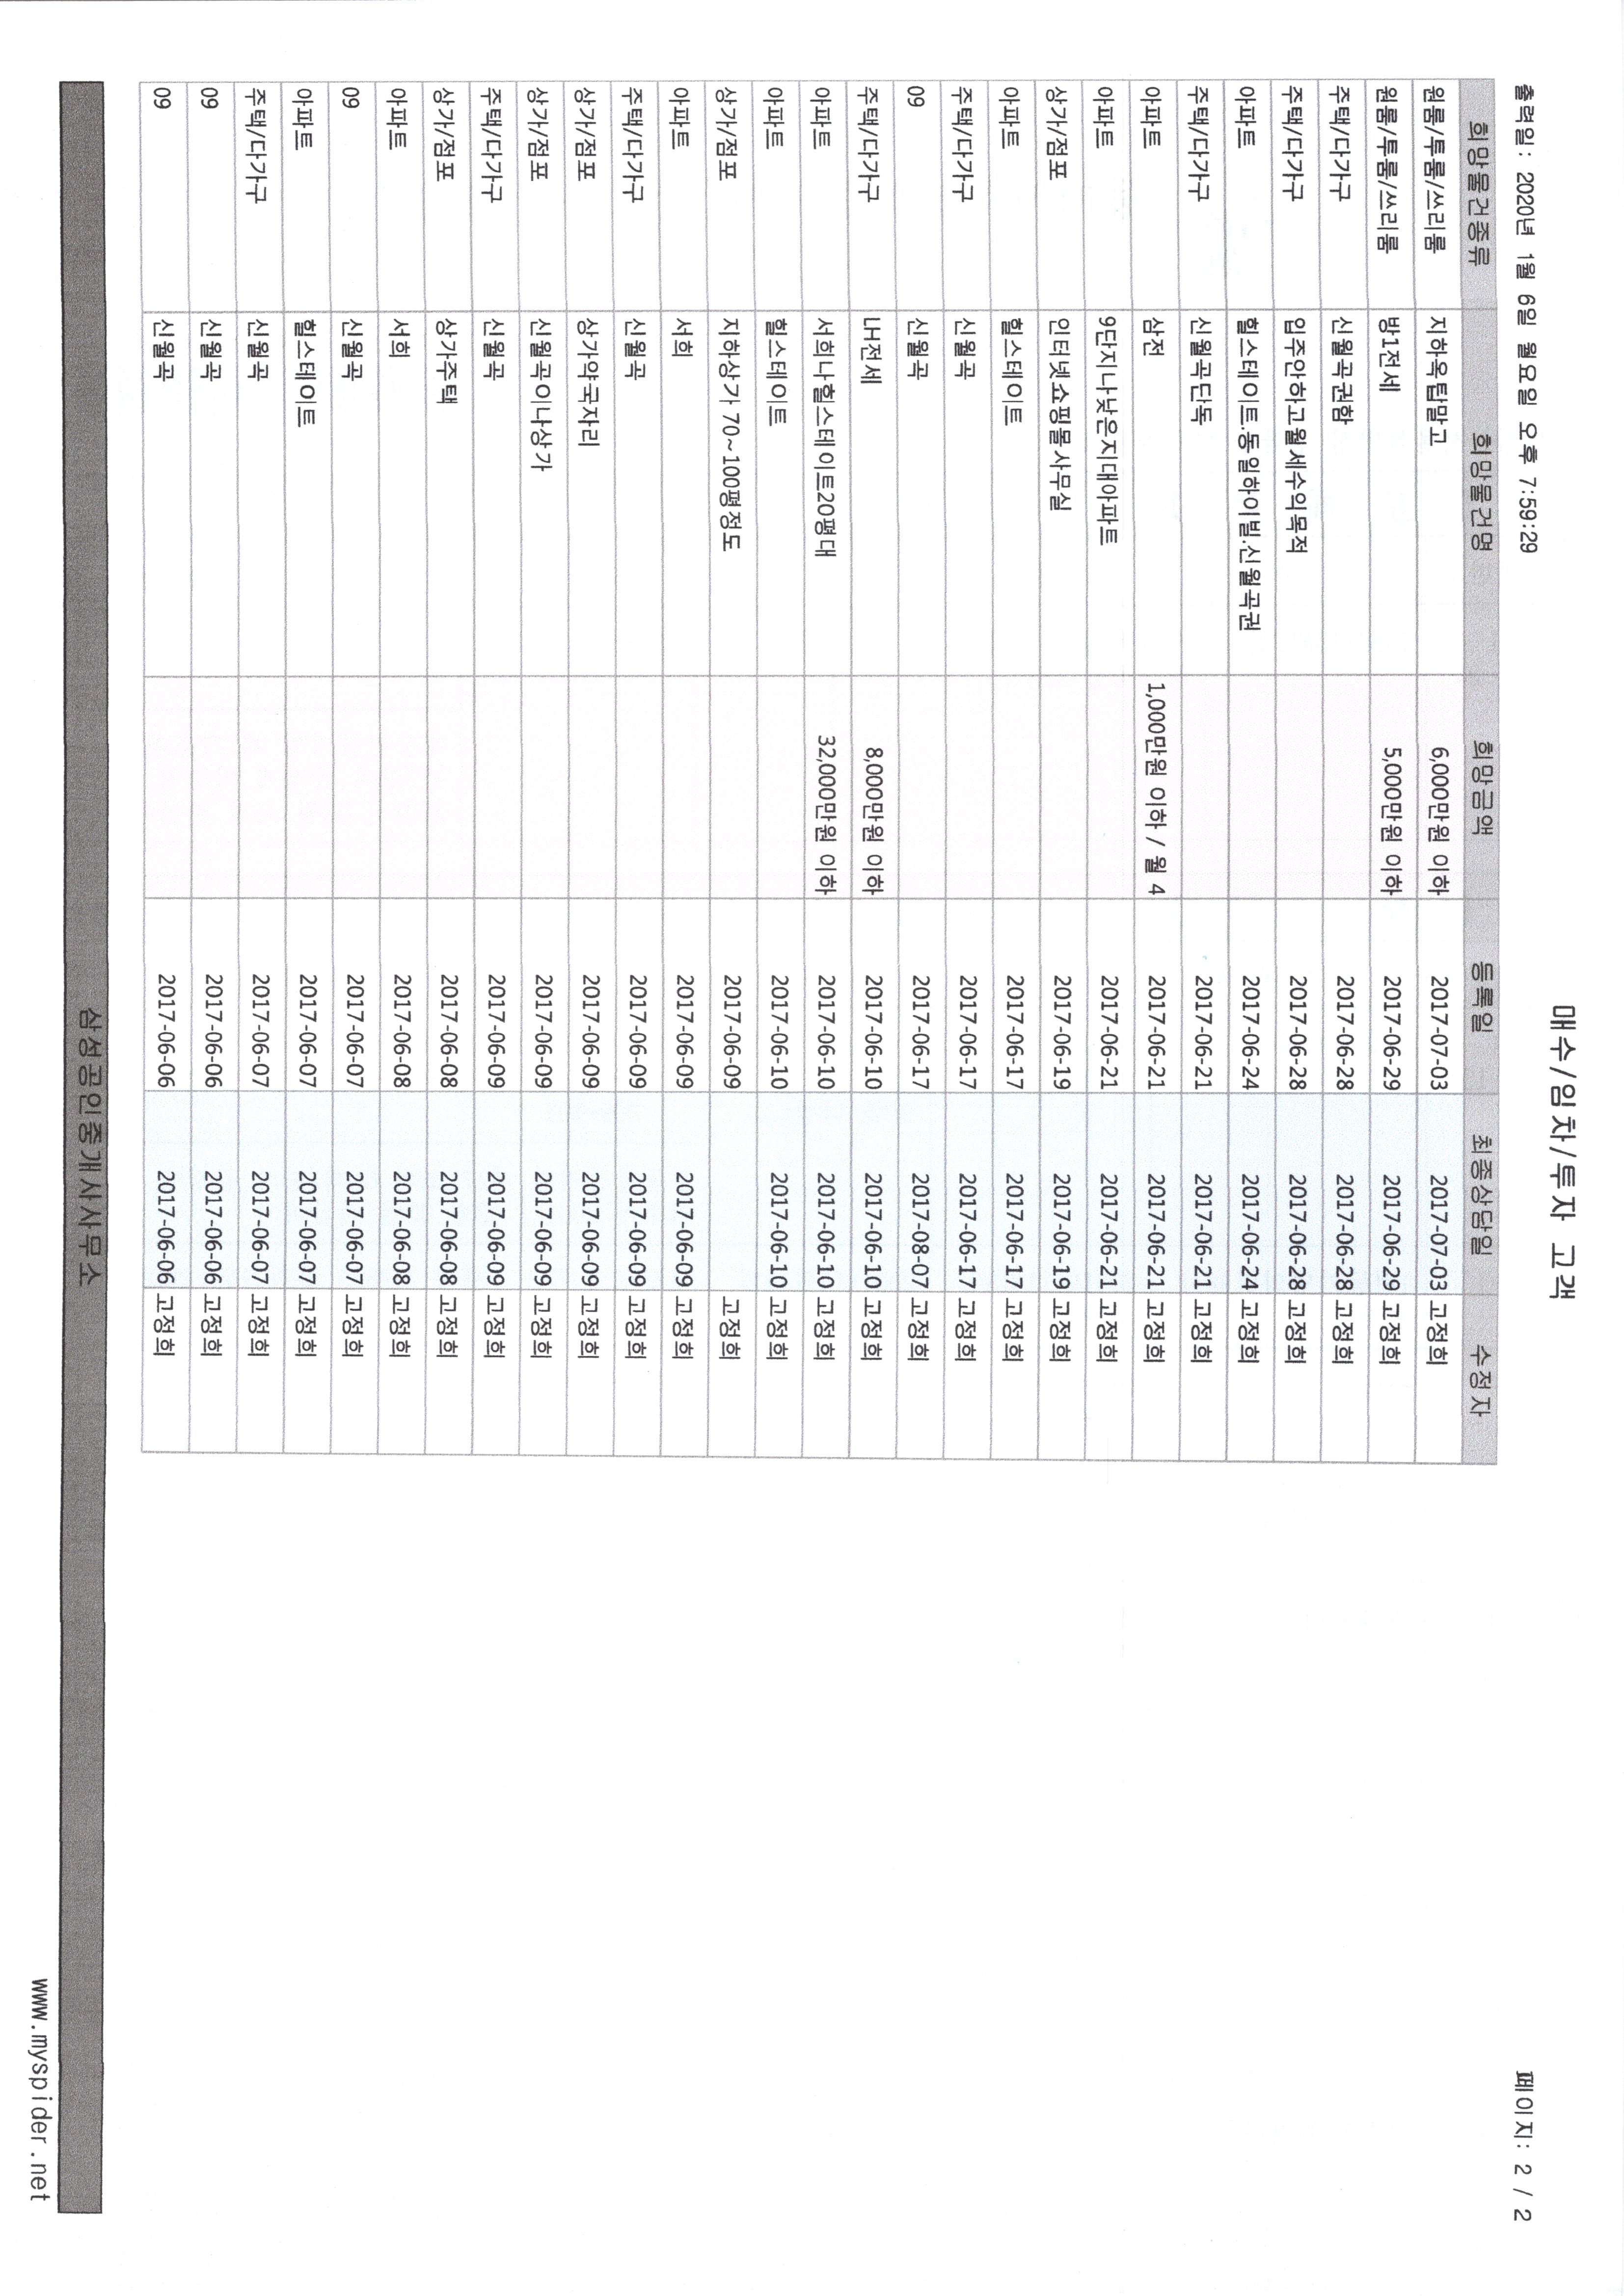 매수/임차/투자 고객
출력일: 2020년 1월 6일 월요일 오후 7:59:29
페이지: 2 / 2
희망물건종류 희망물건명 희망금액 등록일 최종상담일 수정자
원룸/투룸/쓰리룸 지하옥탑말고 6,000만원 이하 2017-07-03 2017-07-03 고정희
원룸/투룸/쓰리룸 방1전세 5,000만원 이하 2017-06-29 2017-06-29 고정희
주택/다가구 신월곡권함 2017-06-28 2017-06-28 고정희
주택/다가구 입주안하고월세수익목적 2017-06-28 2017-06-28 고정희
아파트 힐스테이트.동일하이빌.신월곡권 2017-06-24 2017-06-24 고정희
주택/다가구 신월곡단독 2017-06-21 2017-06-21 고정희
아파트 삼전 1,000만원 이하 / 월 4 2017-06-21 2017-06-21 고정희
아파트 9단지나낮은지대아파트 2017-06-21 2017-06-21 고정희
상가/점포 인터넷쇼핑몰사무실 2017-06-19 2017-06-19 고정희
아파트 힐스테이트 2017-06-17 2017-06-17 고정희
주택/다가구 신월곡 2017-06-17 2017-06-17 고정희
09 신월곡 2017-06-17 2017-08-07 고정희
주택/다가구 LH전세 8,000만원 이하 2017-06-10 2017-06-10 고정희
아파트 서희나힐스테이트20평대 32,000만원 이하 2017-06-10 2017-06-10 고정희
아파트 힐스테이트 2017-06-10 2017-06-10 고정희
상가/점포 지하상가 70~100평정도 2017-06-09 고정희
아파트 서희 2017-06-09 2017-06-09 고정희
주택/다가구 신월곡 2017-06-09 2017-06-09 고정희
상가/점포 상가약국자리 2017-06-09 2017-06-09 고정희
상가/점포 신월곡이나상가 2017-06-09 2017-06-09 고정희
주택/다가구 신월곡 2017-06-09 2017-06-09 고정희
상가/점포 상가주택 2017-06-08 2017-06-08 고정희
아파트 서희 2017-06-08 2017-06-08 고정희
09 신월곡 2017-06-07 2017-06-07 고정희
아파트 힐스테이트 2017-06-07 2017-06-07 고정희
주택/다가구 신월곡 2017-06-07 2017-06-07 고정희
09 신월곡 2017-06-06 2017-06-06 고정희
09 신월곡 2017-06-06 2017-06-06 고정희
삼성공인중개사사무소
www.myspider.net